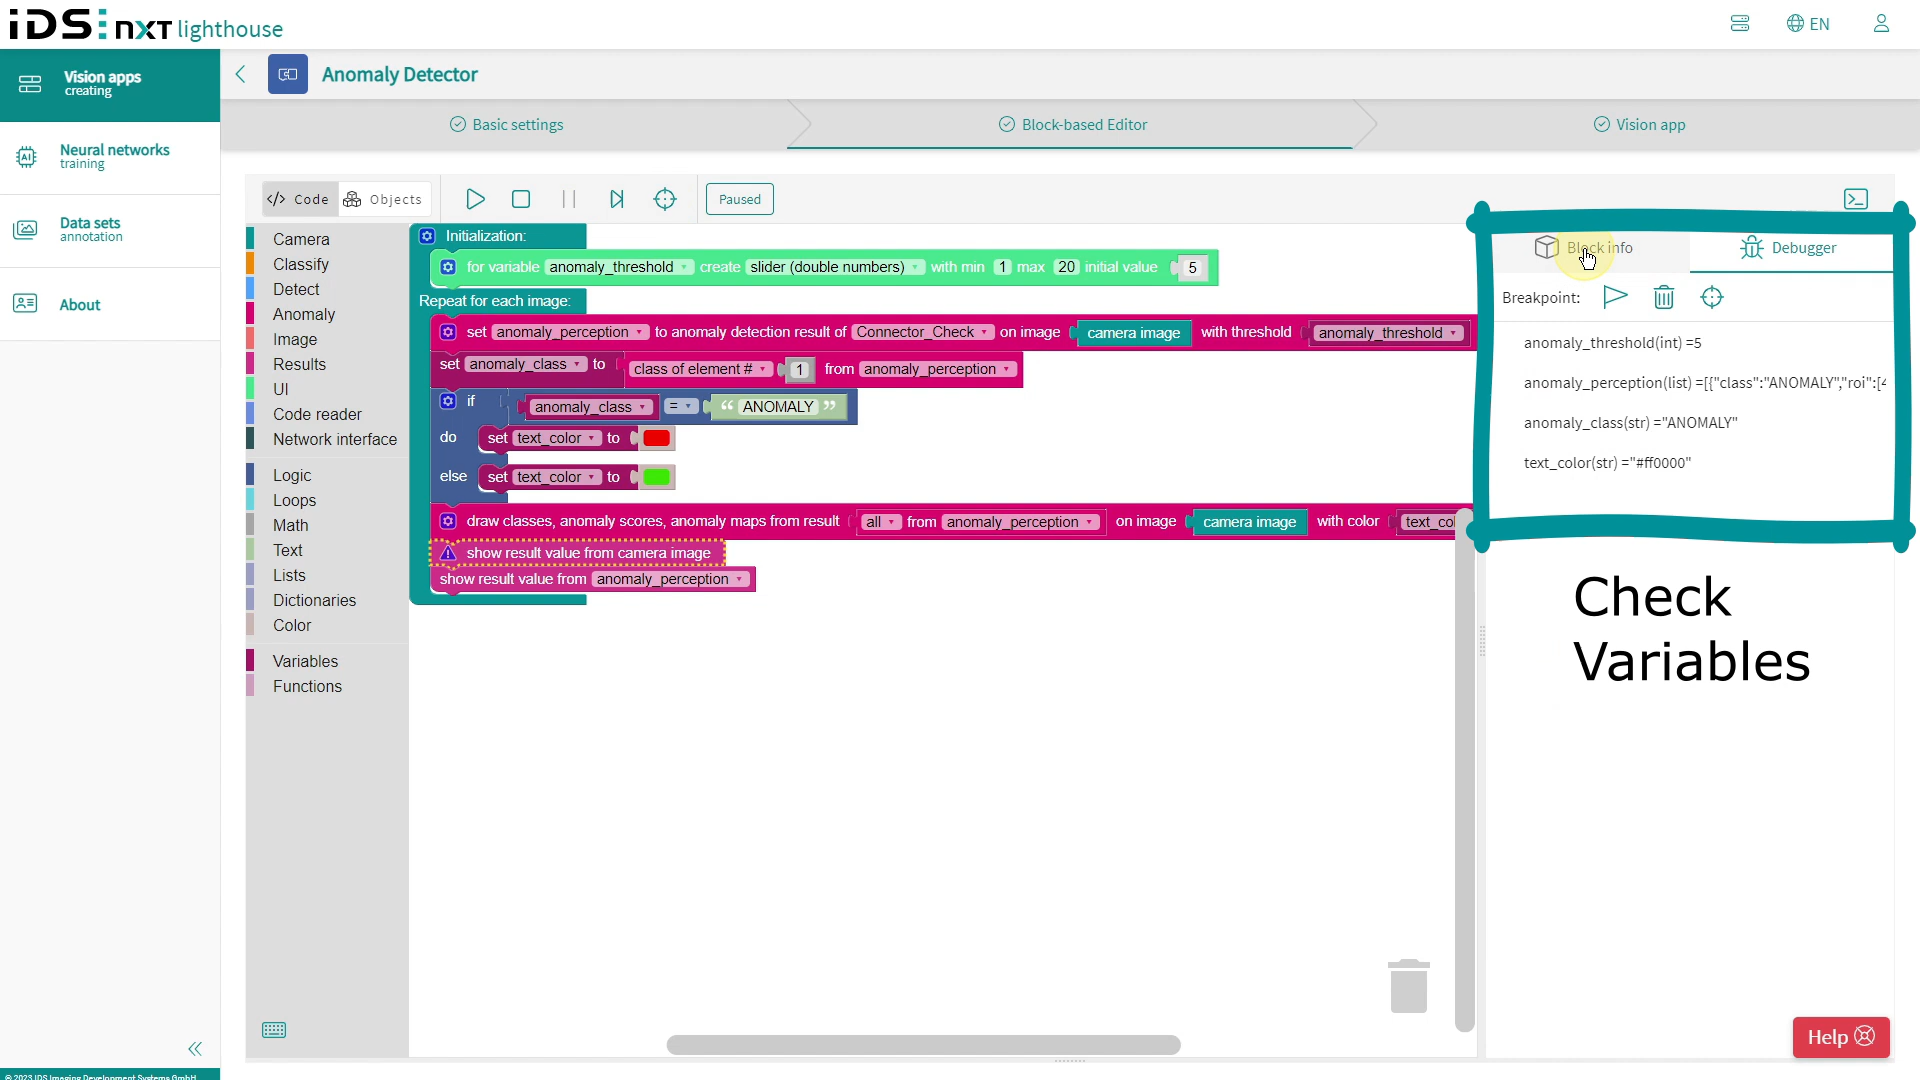 iDS:nxt lighthouse
EN
Vision apps
creating
Neural networks
training
Data sets
annotation
About
© 2023 IDS Imaging Development Systems GmbH
Anomaly Detector
Basic settings
Block-based Editor
Vision app
</> Code
Objects
Paused
Camera
Classify
Detect
Anomaly
Image
Results
UI
Code reader
Network interface
Logic
Loops
Math
Text
Lists
Dictionaries
Color
Variables
Functions
Initialization:
for variable anomaly_threshold create slider (double numbers) with min 1 max 20 initial value 5
Repeat for each image:
set anomaly_perception to anomaly detection result of Connector_Check on image camera image with threshold anomaly_threshold
set anomaly_class to class of element # 1 from anomaly_perception
if anomaly_class = “ ANOMALY ”
do set text_color to
else set text_color to
draw classes, anomaly scores, anomaly maps from result all from anomaly_perception on image camera image with color text_col
show result value from camera image
show result value from anomaly_perception
Block info
Debugger
Breakpoint:
anomaly_threshold(int) =5
anomaly_perception(list) =[{"class":"ANOMALY","roi":[4
anomaly_class(str) ="ANOMALY"
text_color(str) ="#ff0000"
Check
Variables
Help